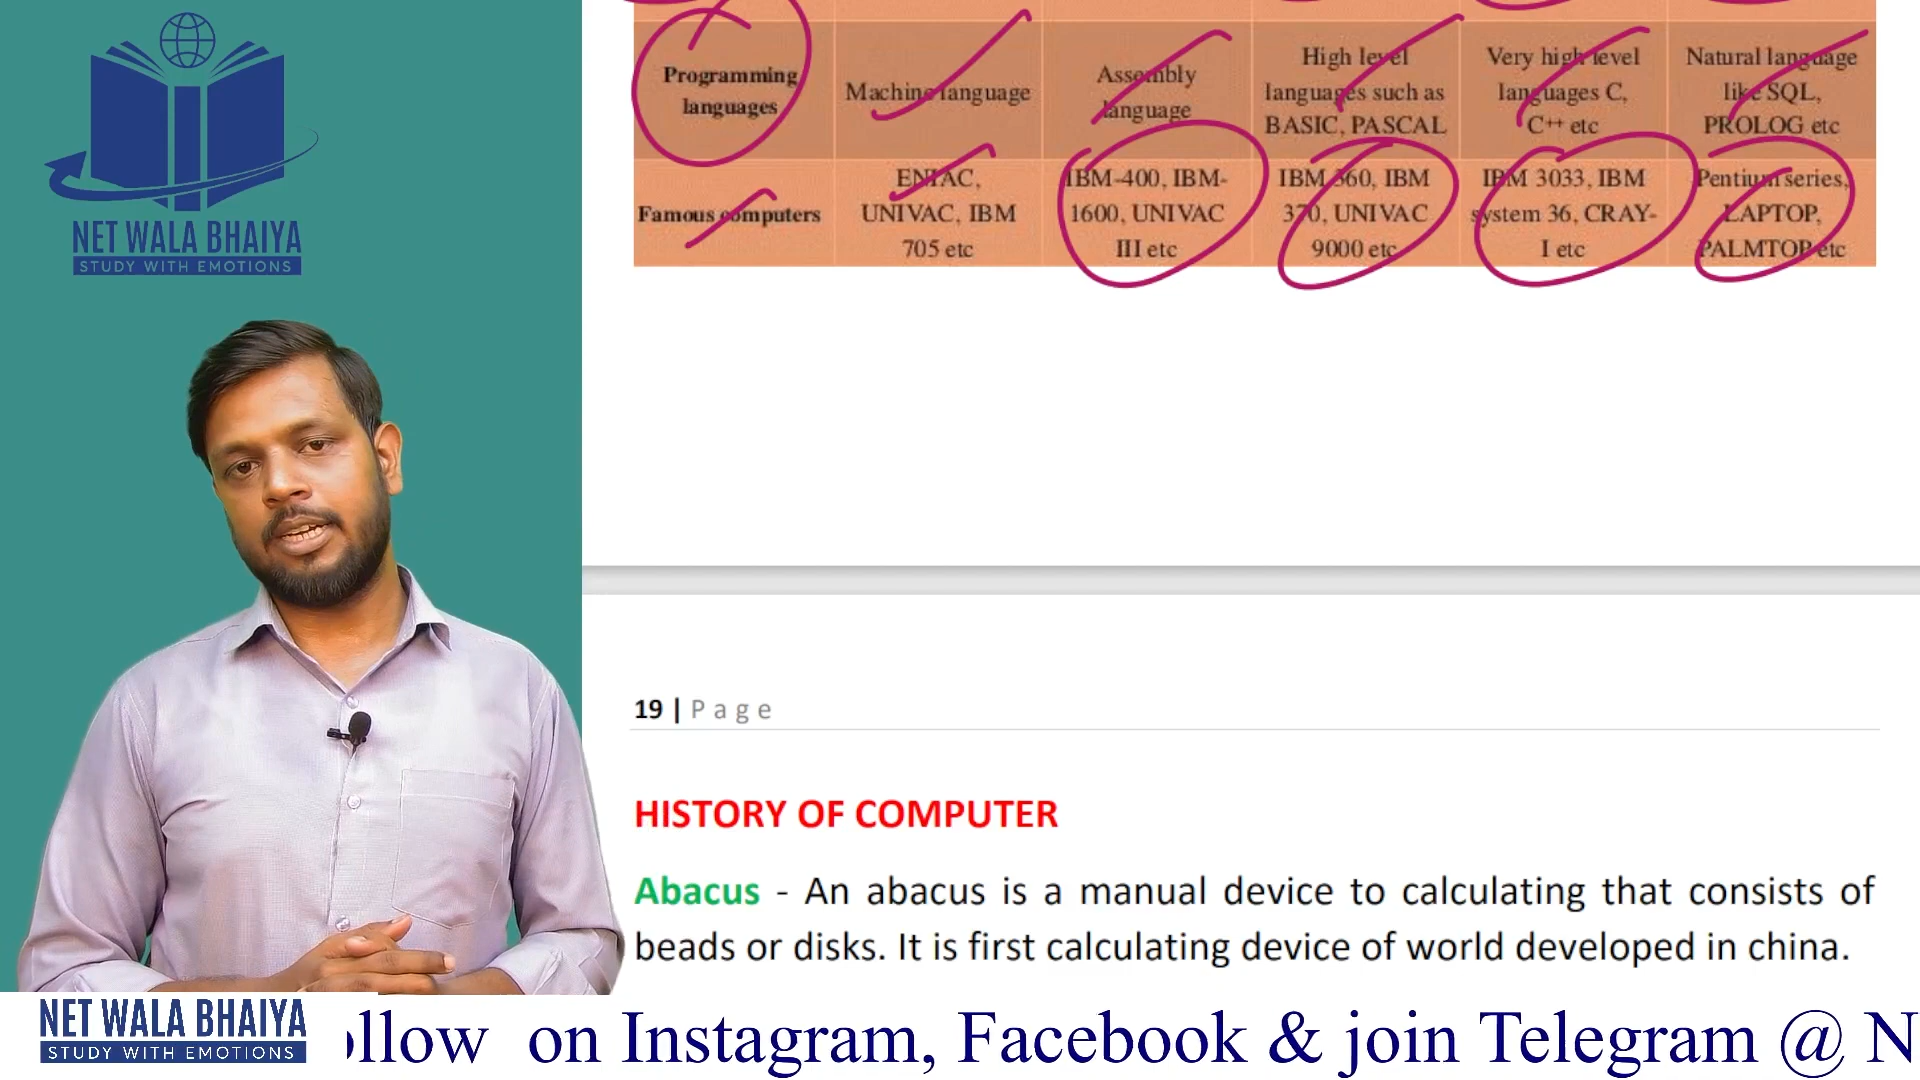 NET WALA BHAIYA
STUDY WITH EMOTIONS
Programming languages
Machine language
Assembly language
High level languages such as BASIC, PASCAL
Very high level languages C, C++ etc
Natural language like SQL, PROLOG etc
Famous computers
ENIAC, UNIVAC, IBM 705 etc
IBM-400, IBM-1600, UNIVAC III etc
IBM 360, IBM 370, UNIVAC 9000 etc
IBM 3033, IBM system 36, CRAY-I etc
Pentium series, LAPTOP, PALMTOP etc
19 | Page
HISTORY OF COMPUTER
Abacus - An abacus is a manual device to calculating that consists of
beads or disks. It is first calculating device of world developed in china.
NET WALA BHAIYA
STUDY WITH EMOTIONS
ollow on Instagram, Facebook & join Telegram @ N